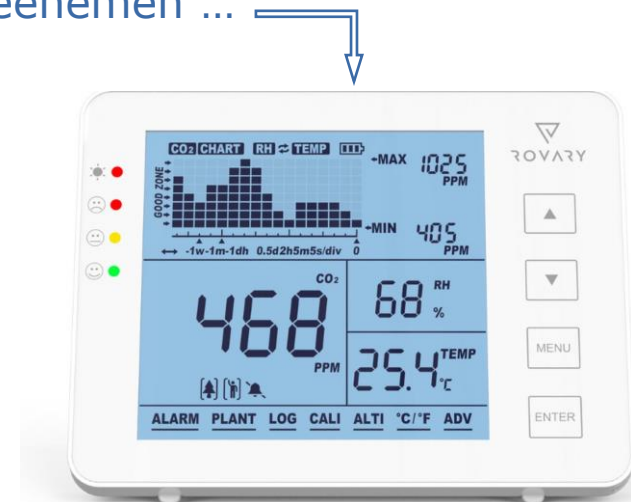 eenemen ...
CO₂ CHART RH ⇄ TEMP
GOOD ZONE
MAX 1025
PPM
MIN 405
PPM
↔ -1w-1m-1dh 0.5d2h5m5s/div 0
CO₂
468
PPM
68 RH
%
25.4 TEMP
°C
ALARM PLANT LOG CALI ALTI °C/°F ADV
ROVARY
MENU
ENTER